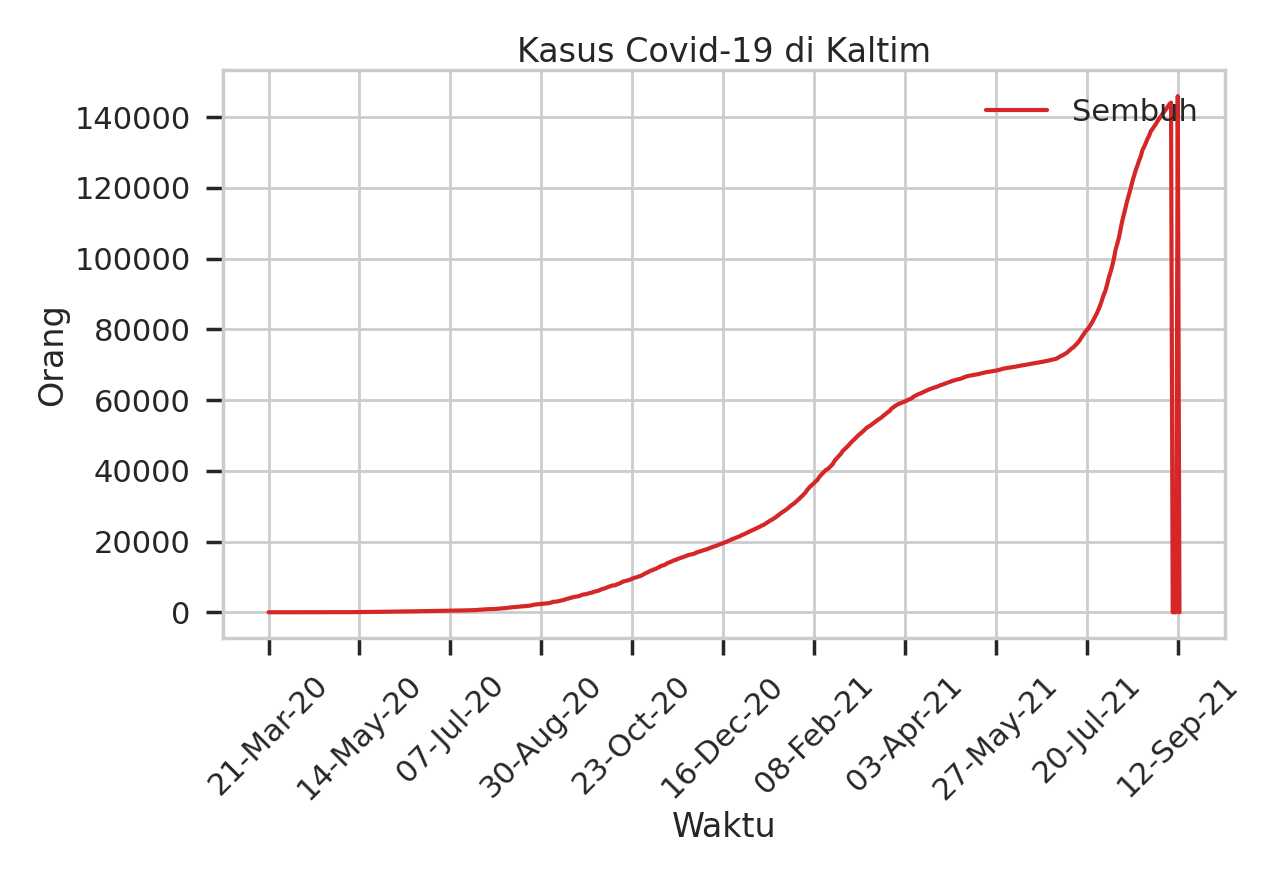 Kasus Covid-19 di Kaltim
Sembuh
140000
120000
100000
80000
60000
40000
20000
0
Orang
21-Mar-20
14-May-20
07-Jul-20
30-Aug-20
23-Oct-20
16-Dec-20
08-Feb-21
03-Apr-21
27-May-21
20-Jul-21
12-Sep-21
Waktu